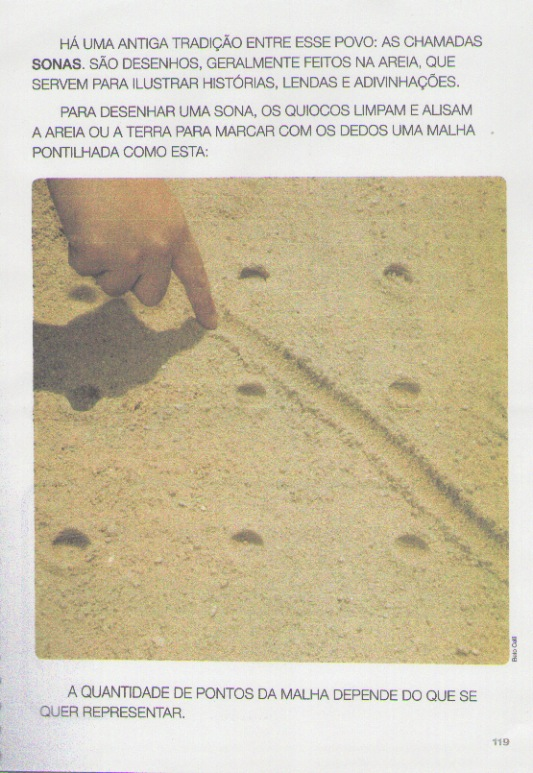 HÁ UMA ANTIGA TRADIÇÃO ENTRE ESSE POVO: AS CHAMADAS
SONAS. SÃO DESENHOS, GERALMENTE FEITOS NA AREIA, QUE
SERVEM PARA ILUSTRAR HISTÓRIAS, LENDAS E ADIVINHAÇÕES.
PARA DESENHAR UMA SONA, OS QUIOCOS LIMPAM E ALISAM
A AREIA OU A TERRA PARA MARCAR COM OS DEDOS UMA MALHA
PONTILHADA COMO ESTA:
A QUANTIDADE DE PONTOS DA MALHA DEPENDE DO QUE SE
QUER REPRESENTAR.
119